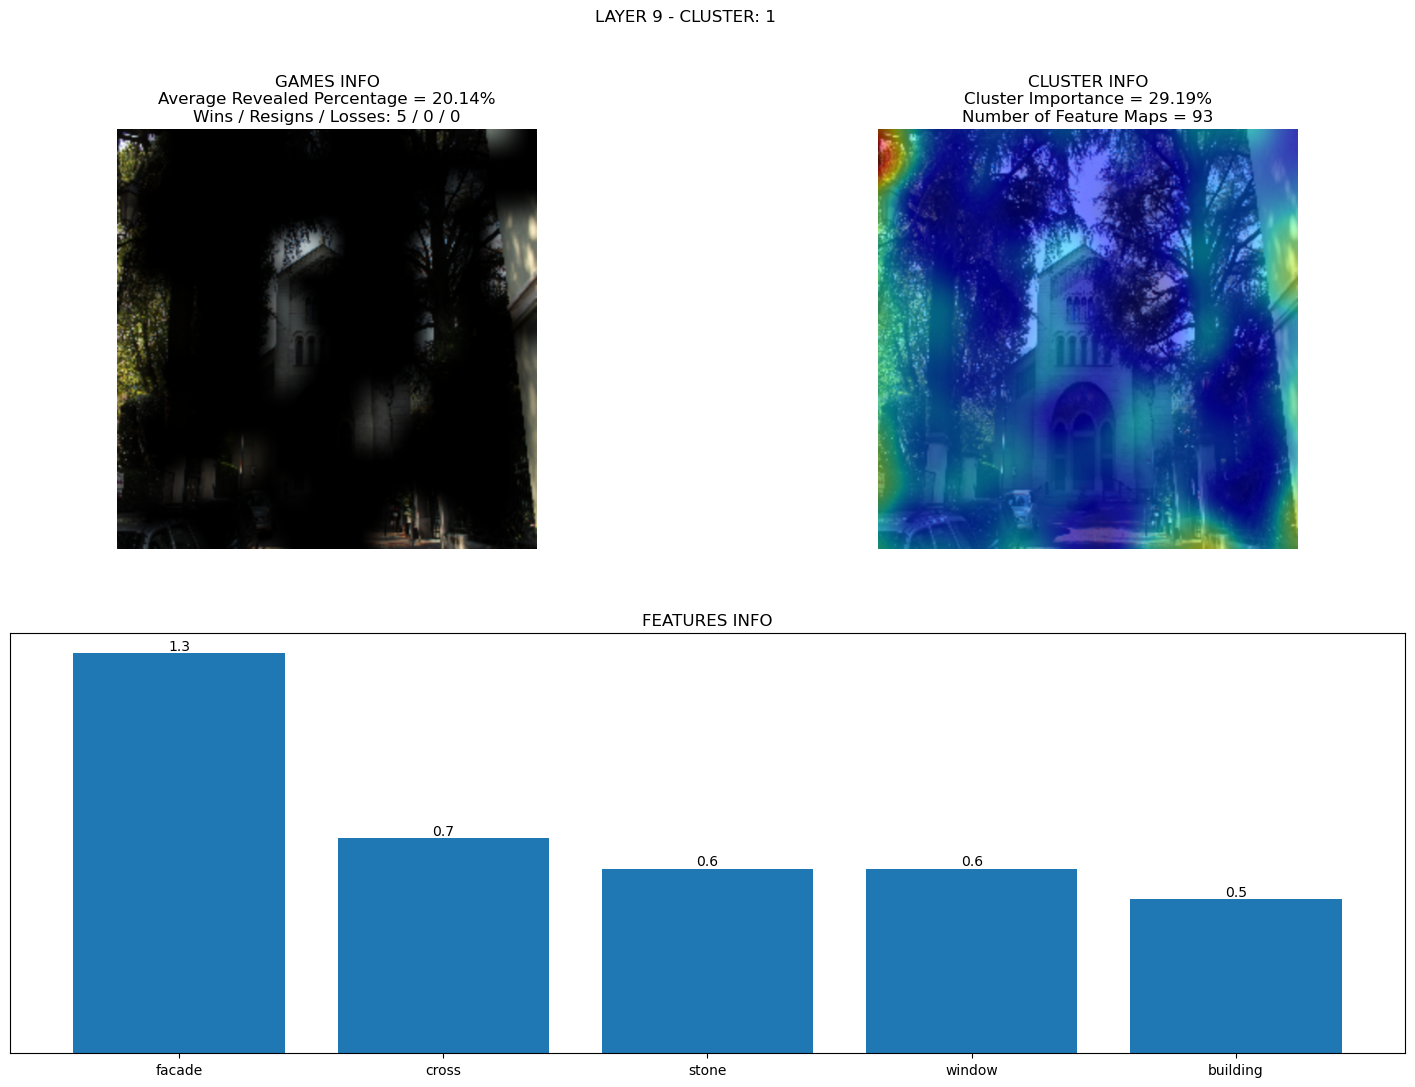 LAYER 9 - CLUSTER: 1
GAMES INFO
Average Revealed Percentage = 20.14%
Wins / Resigns / Losses: 5 / 0 / 0
CLUSTER INFO
Cluster Importance = 29.19%
Number of Feature Maps = 93
FEATURES INFO
1.3
0.7
0.6
0.6
0.5
facade
cross
stone
window
building